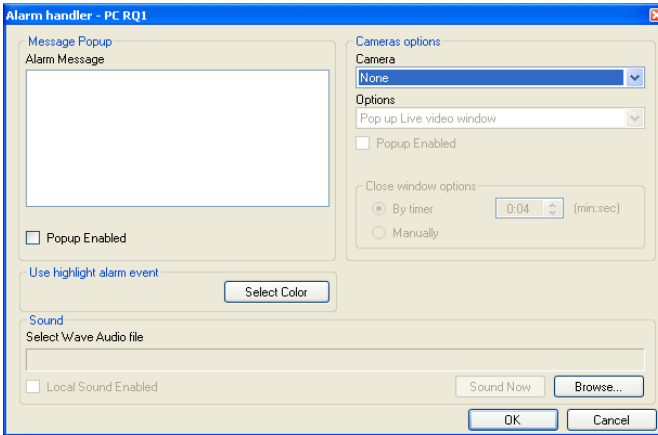 Alarm handler - PC RQ1
Message Popup
Alarm Message
Popup Enabled
Use highlight alarm event
Select Color
Cameras options
Camera
None
Options
Pop up Live video window
Popup Enabled
Close window options
By timer
0:04
(min:sec)
Manually
Sound
Select Wave Audio file
Local Sound Enabled
Sound Now
Browse...
OK
Cancel